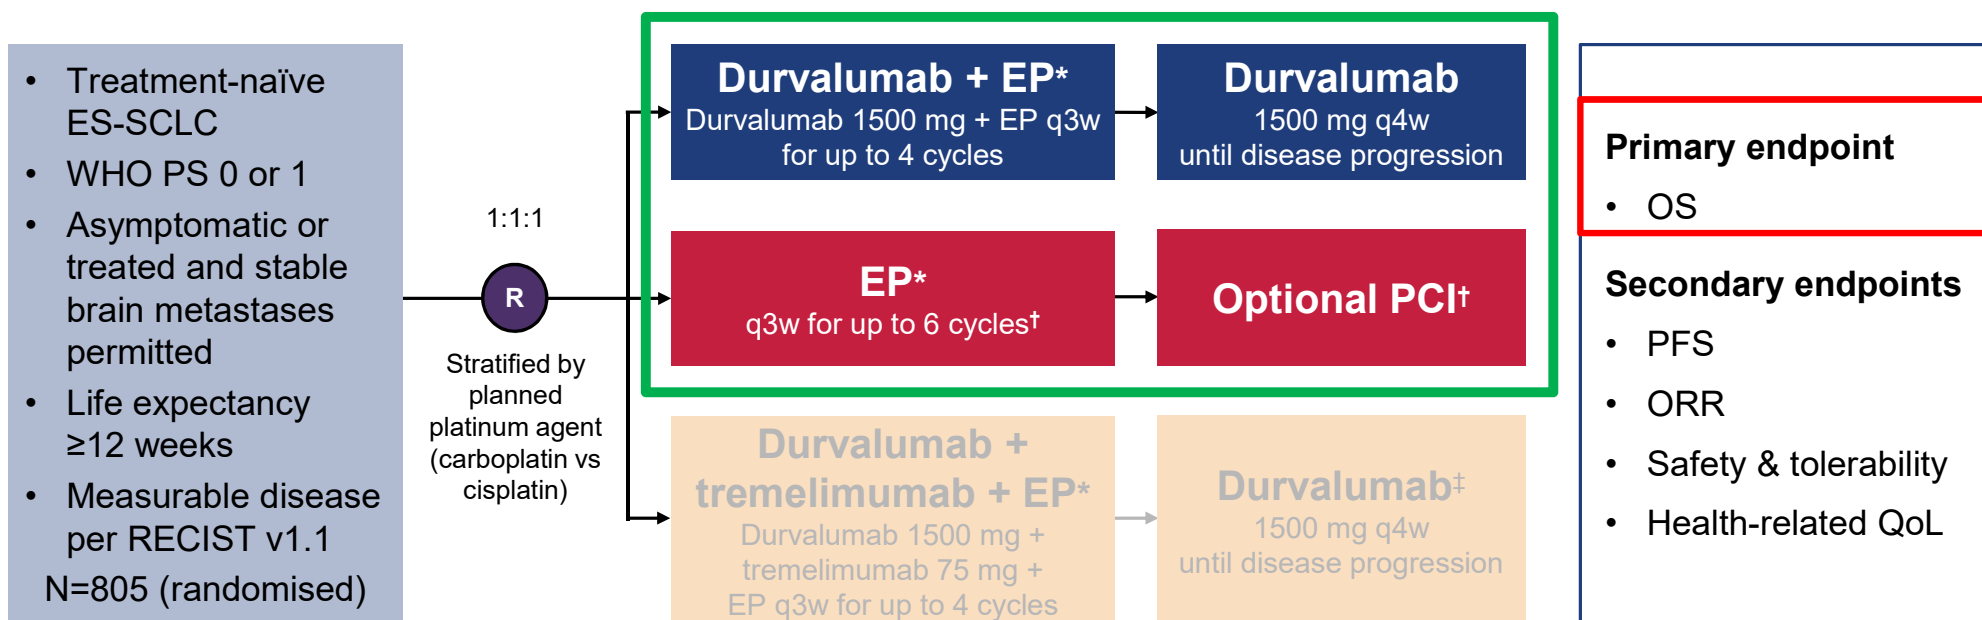 • Treatment-naïve
ES-SCLC
• WHO PS 0 or 1
• Asymptomatic or
treated and stable
brain metastases
permitted
• Life expectancy
≥12 weeks
• Measurable disease
per RECIST v1.1
N=805 (randomised)
1:1:1
R
Stratified by
planned
platinum agent
(carboplatin vs
cisplatin)
Durvalumab + EP*
Durvalumab 1500 mg + EP q3w
for up to 4 cycles
Durvalumab
1500 mg q4w
until disease progression
EP*
q3w for up to 6 cycles†
Optional PCI†
Durvalumab +
tremelimumab + EP*
Durvalumab 1500 mg +
tremelimumab 75 mg +
EP q3w for up to 4 cycles
Durvalumab‡
1500 mg q4w
until disease progression
Primary endpoint
• OS
Secondary endpoints
• PFS
• ORR
• Safety & tolerability
• Health-related QoL